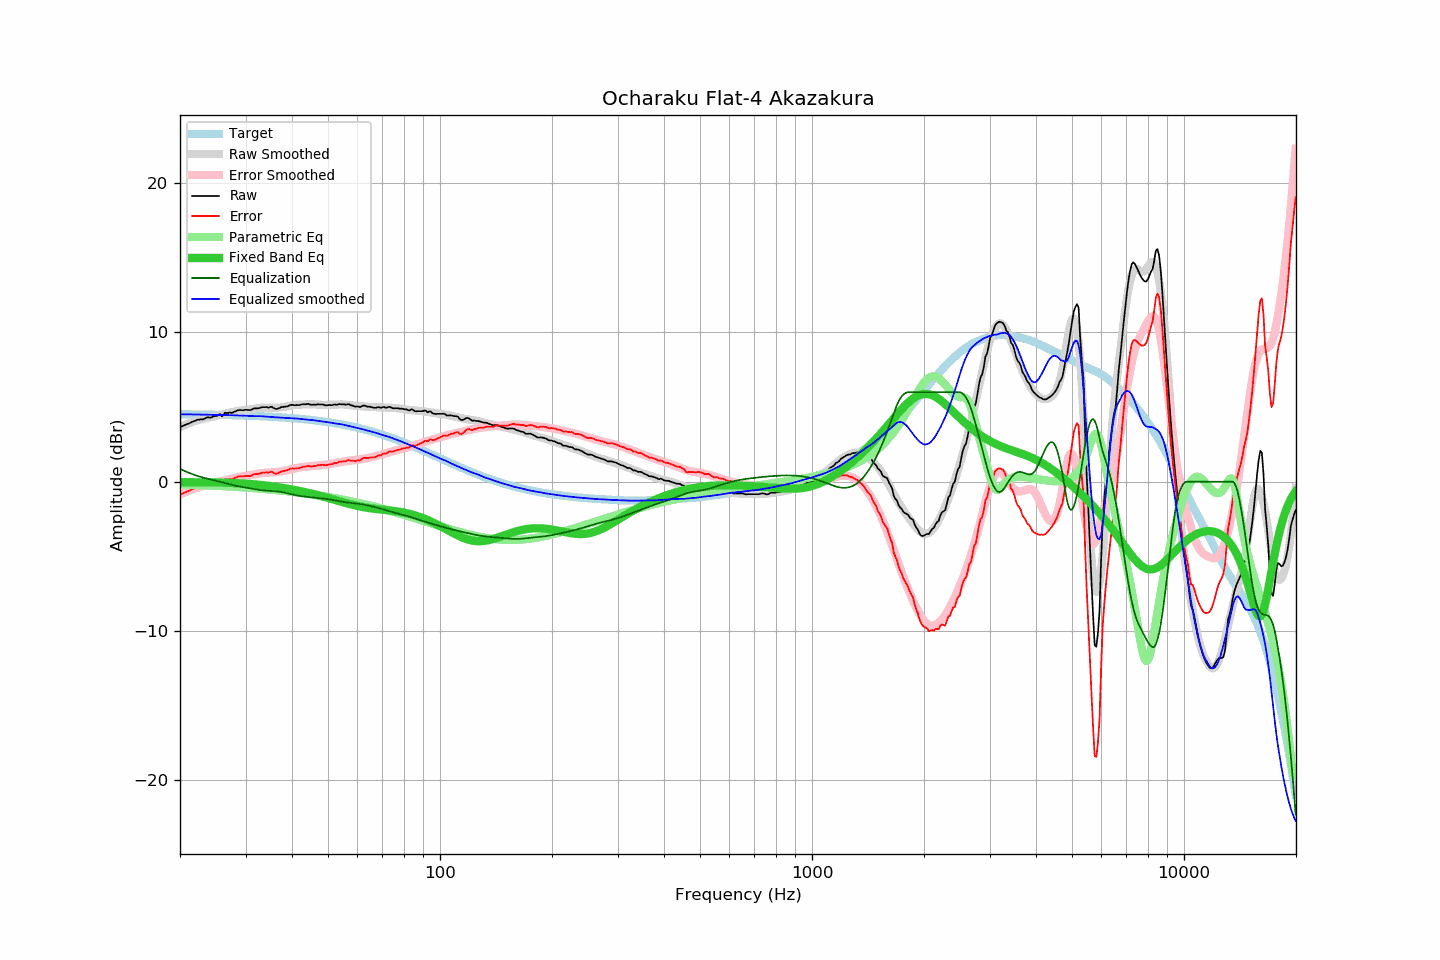 Ocharaku Flat-4 Akazakura
Target
Raw Smoothed
Error Smoothed
Raw
Error
Parametric Eq
Fixed Band Eq
Equalization
Equalized smoothed
Amplitude (dBr)
20
10
0
−10
−20
100
1000
10000
Frequency (Hz)